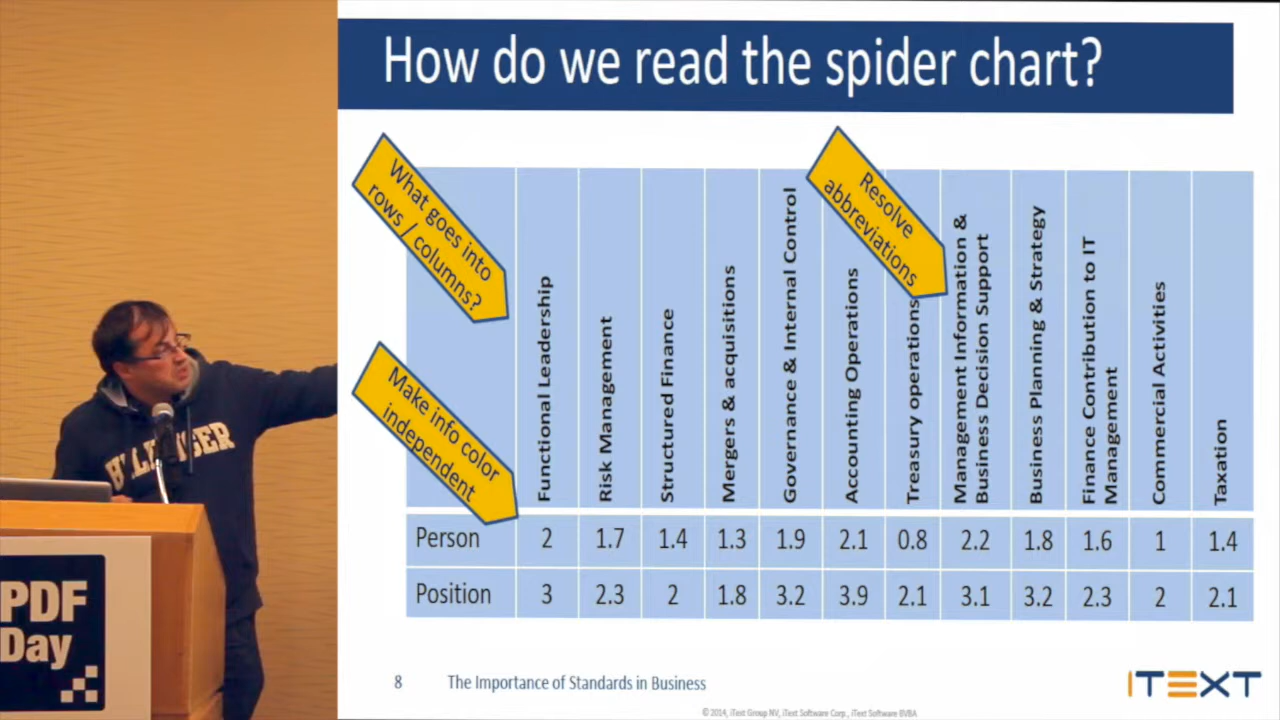 How do we read the spider chart?
What goes into
rows / columns?
Resolve
abbreviations
Make info color
independent
Functional Leadership
Risk Management
Structured Finance
Mergers & acquisitions
Governance & Internal Control
Accounting Operations
Treasury operations
Management Information &
Business Decision Support
Business Planning & Strategy
Finance Contribution to IT
Management
Commercial Activities
Taxation
Person 2 1.7 1.4 1.3 1.9 2.1 0.8 2.2 1.8 1.6 1 1.4
Position 3 2.3 2 1.8 3.2 3.9 2.1 3.1 3.2 2.3 2 2.1
8 The Importance of Standards in Business
iTEXT
© 2014, iText Group NV, iText Software Corp., iText Software BVBA
PDF
Day